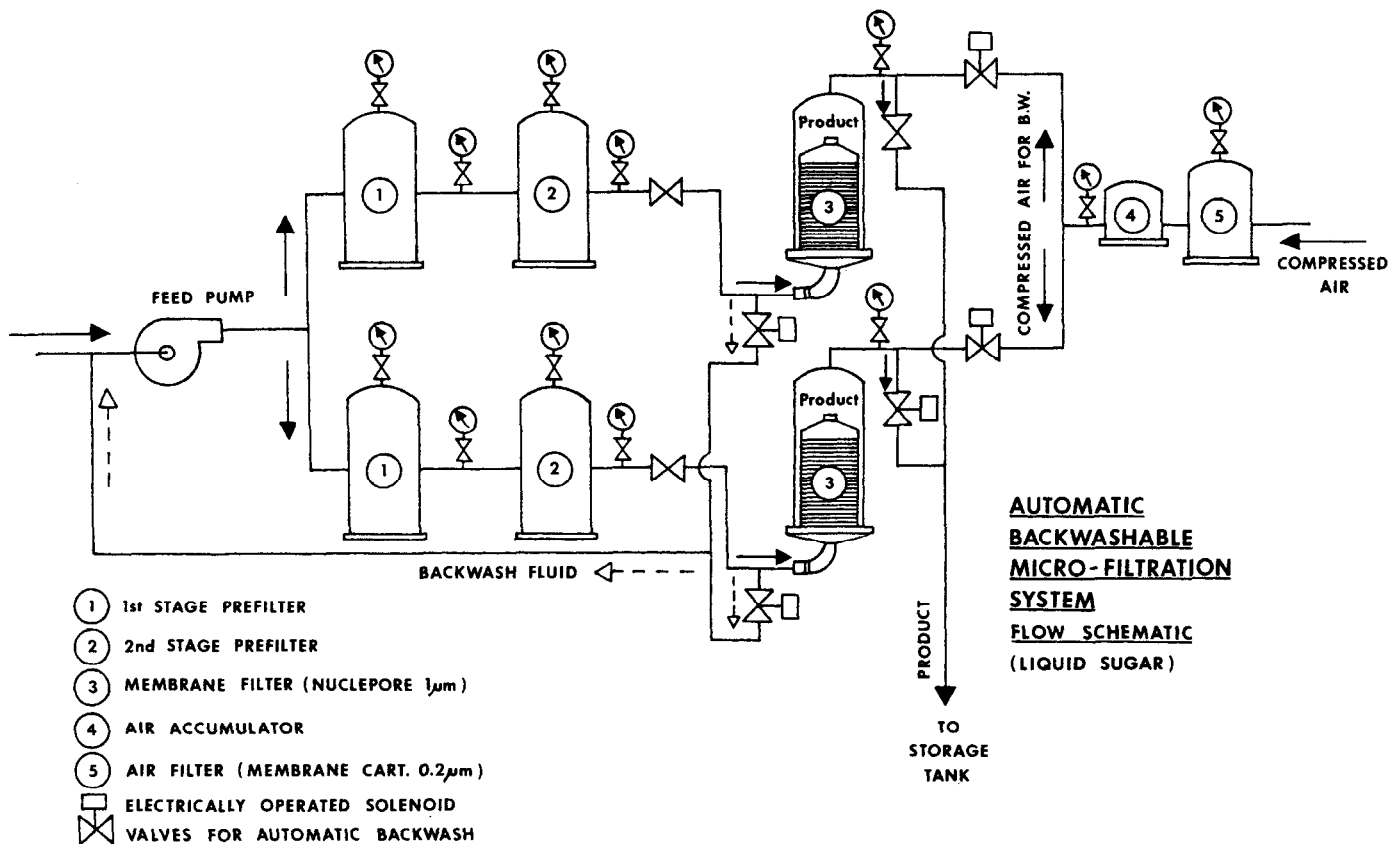 FEED PUMP
1
2
1
2
Product
3
Product
3
COMPRESSED AIR FOR B.W.
4
5
COMPRESSED
AIR
BACKWASH FLUID
PRODUCT
TO
STORAGE
TANK
AUTOMATIC
BACKWASHABLE
MICRO-FILTRATION
SYSTEM
FLOW SCHEMATIC
(LIQUID SUGAR)
1 1st STAGE PREFILTER
2 2nd STAGE PREFILTER
3 MEMBRANE FILTER (NUCLEPORE 1µm)
4 AIR ACCUMULATOR
5 AIR FILTER (MEMBRANE CART. 0.2µm)
ELECTRICALLY OPERATED SOLENOID
VALVES FOR AUTOMATIC BACKWASH